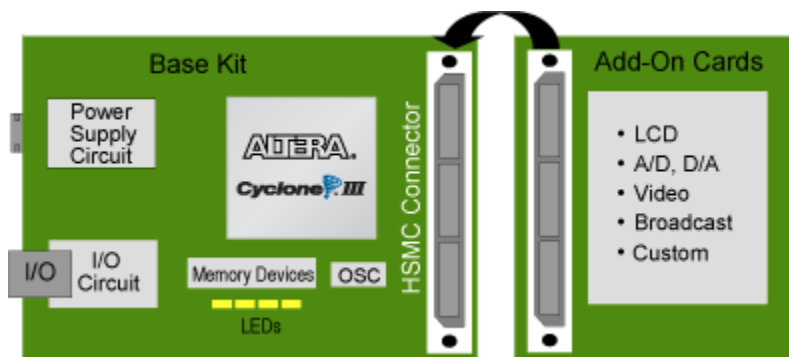 Base Kit
Power
Supply
Circuit
ALTERA®
Cyclone III
I/O
I/O
Circuit
Memory Devices
OSC
LEDs
HSMC Connector
Add-On Cards
• LCD
• A/D, D/A
• Video
• Broadcast
• Custom